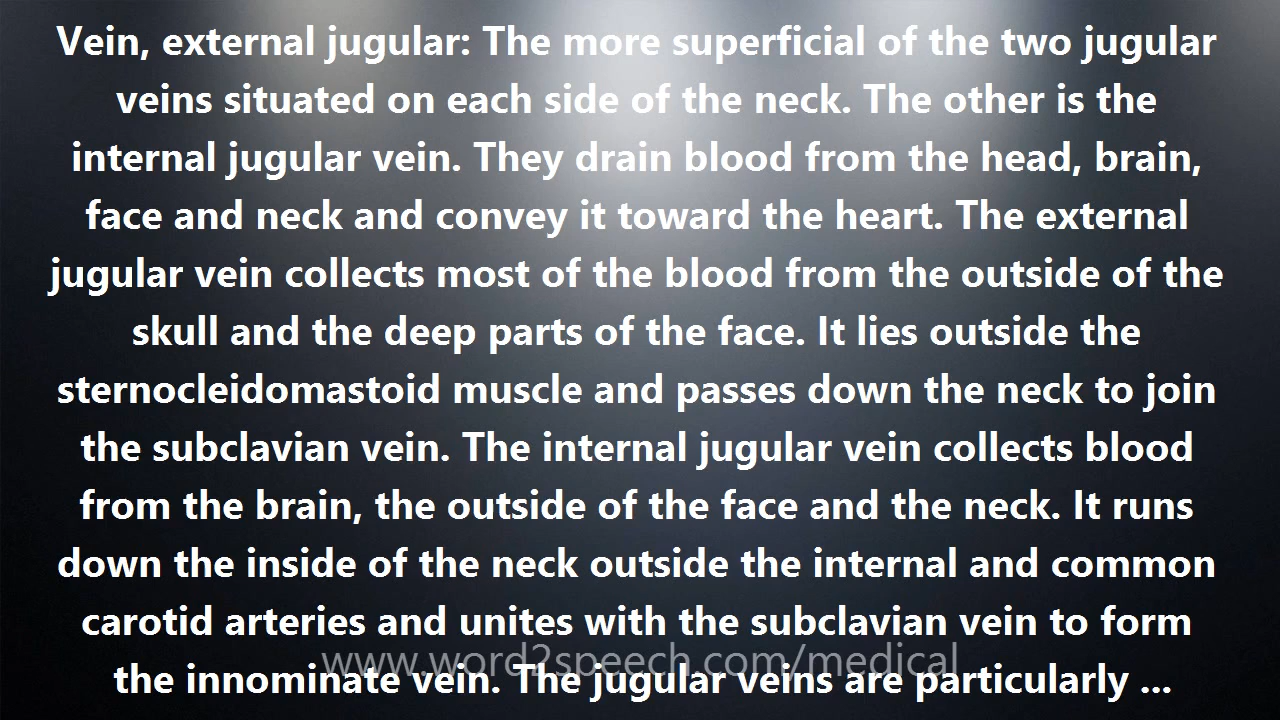 Vein, external jugular: The more superficial of the two jugular
veins situated on each side of the neck. The other is the
internal jugular vein. They drain blood from the head, brain,
face and neck and convey it toward the heart. The external
jugular vein collects most of the blood from the outside of the
skull and the deep parts of the face. It lies outside the
sternocleidomastoid muscle and passes down the neck to join
the subclavian vein. The internal jugular vein collects blood
from the brain, the outside of the face and the neck. It runs
down the inside of the neck outside the internal and common
carotid arteries and unites with the subclavian vein to form
www.word2speech.com/medical
the innominate vein. The jugular veins are particularly ...